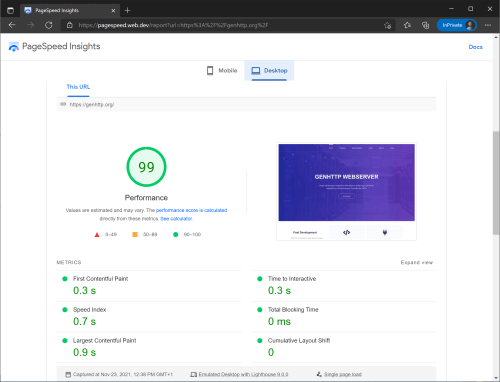 PageSpeed Insights
https://pagespeed.web.dev/report?url=https%3A%2F%2Fgenhttp.org%2F
InPrivate
PageSpeed Insights
Docs
Mobile
Desktop
This URL
https://genhttp.org/
99
Performance
Values are estimated and may vary. The performance score is calculated
directly from these metrics. See calculator.
0–49
50–89
90–100
GENHTTP WEBSERVER
Fast Development
METRICS
Expand view
First Contentful Paint
0.3 s
Time to Interactive
0.3 s
Speed Index
0.7 s
Total Blocking Time
0 ms
Largest Contentful Paint
0.9 s
Cumulative Layout Shift
0
Captured at Nov 23, 2021, 12:38 PM GMT+1
Emulated Desktop with Lighthouse 9.0.0
Single page load